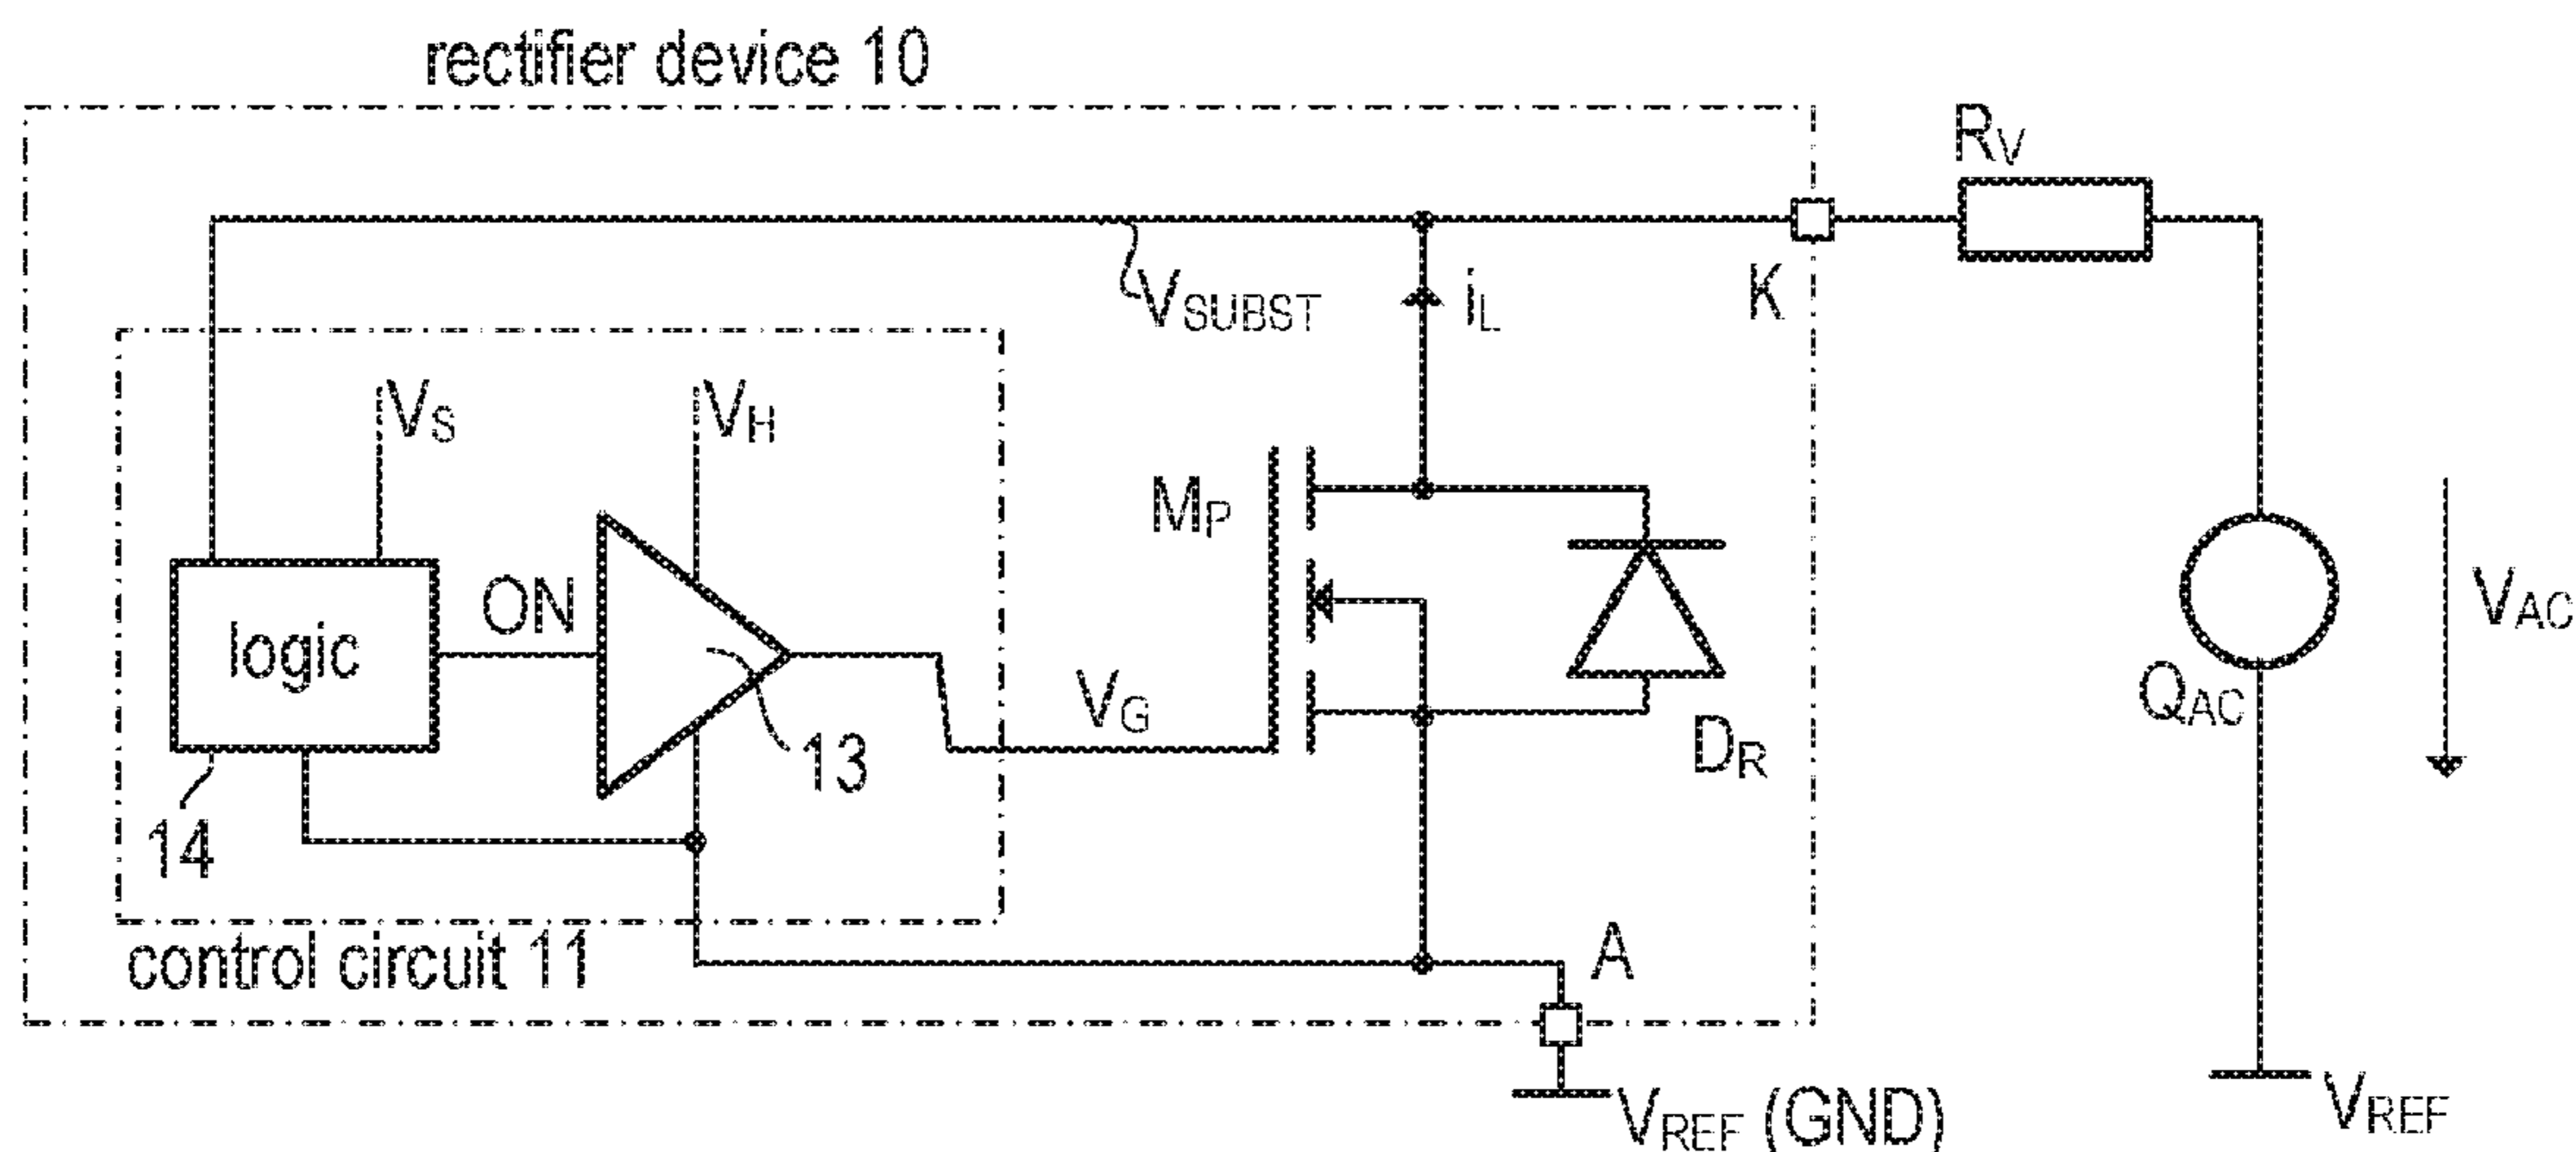 rectifier device 10
RV
VSUBST
iL
K
VS
VH
MP
ON
logic
VAC
QAC
VG
13
DR
14
control circuit 11
A
VREF (GND)
VREF